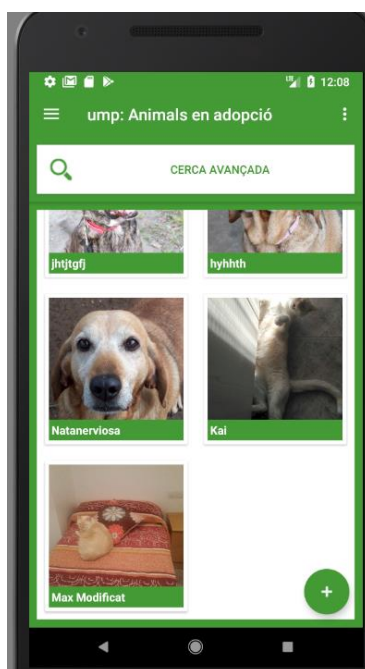 12:08
ump: Animals en adopció
CERCA AVANÇADA
jhtjtgfj
hyhhth
Natanerviosa
Kai
Max Modificat